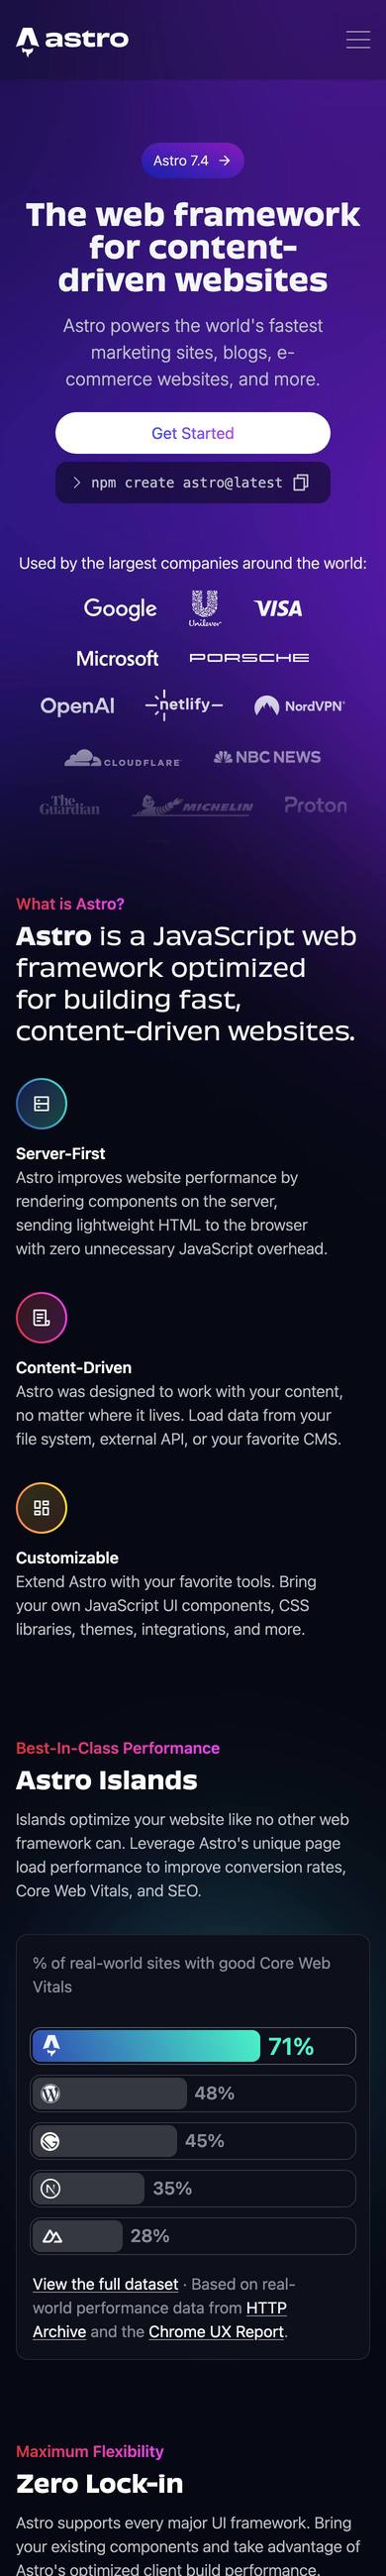 astro
Astro 7.4 →
The web framework
for content-
driven websites
Astro powers the world's fastest
marketing sites, blogs, e-
commerce websites, and more.
Get Started
> npm create astro@latest
Used by the largest companies around the world:
Google Unilever VISA
Microsoft PORSCHE
OpenAI netlify NordVPN®
CLOUDFLARE NBC NEWS
The Guardian MICHELIN Proton
What is Astro?
Astro is a JavaScript web
framework optimized
for building fast,
content-driven websites.
Server-First
Astro improves website performance by
rendering components on the server,
sending lightweight HTML to the browser
with zero unnecessary JavaScript overhead.
Content-Driven
Astro was designed to work with your content,
no matter where it lives. Load data from your
file system, external API, or your favorite CMS.
Customizable
Extend Astro with your favorite tools. Bring
your own JavaScript UI components, CSS
libraries, themes, integrations, and more.
Best-In-Class Performance
Astro Islands
Islands optimize your website like no other web
framework can. Leverage Astro's unique page
load performance to improve conversion rates,
Core Web Vitals, and SEO.
% of real-world sites with good Core Web
Vitals
71%
48%
45%
35%
28%
View the full dataset · Based on real-
world performance data from HTTP
Archive and the Chrome UX Report.
Maximum Flexibility
Zero Lock-in
Astro supports every major UI framework. Bring
your existing components and take advantage of
Astro's optimized client build performance.